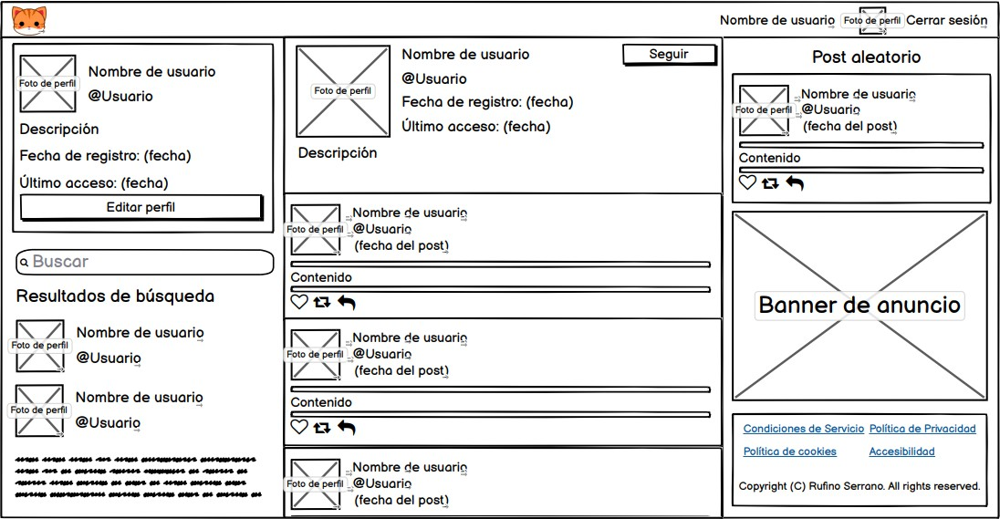 Nombre de usuario Foto de perfil Cerrar sesión
Foto de perfil
Nombre de usuario
@Usuario
Descripción
Fecha de registro: (fecha)
Último acceso: (fecha)
Editar perfil
Buscar
Resultados de búsqueda
Foto de perfil
Nombre de usuario
@Usuario
Foto de perfil
Nombre de usuario
@Usuario
Foto de perfil
Nombre de usuario
@Usuario
Fecha de registro: (fecha)
Último acceso: (fecha)
Seguir
Descripción
Foto de perfil
Nombre de usuario
@Usuario
(fecha del post)
Contenido
Foto de perfil
Nombre de usuario
@Usuario
(fecha del post)
Contenido
Foto de perfil
Nombre de usuario
@Usuario
(fecha del post)
Post aleatorio
Foto de perfil
Nombre de usuario
@Usuario
(fecha del post)
Contenido
Banner de anuncio
Condiciones de Servicio Política de Privacidad
Política de cookies Accesibilidad
Copyright (C) Rufino Serrano. All rights reserved.